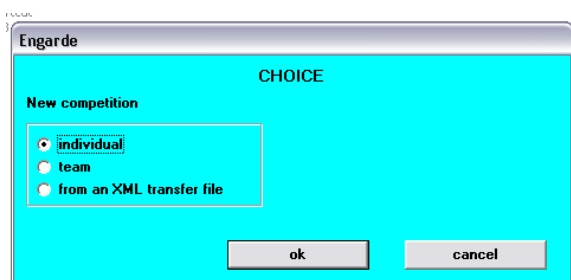 Engarde
CHOICE
New competition
individual
team
from an XML transfer file
ok cancel